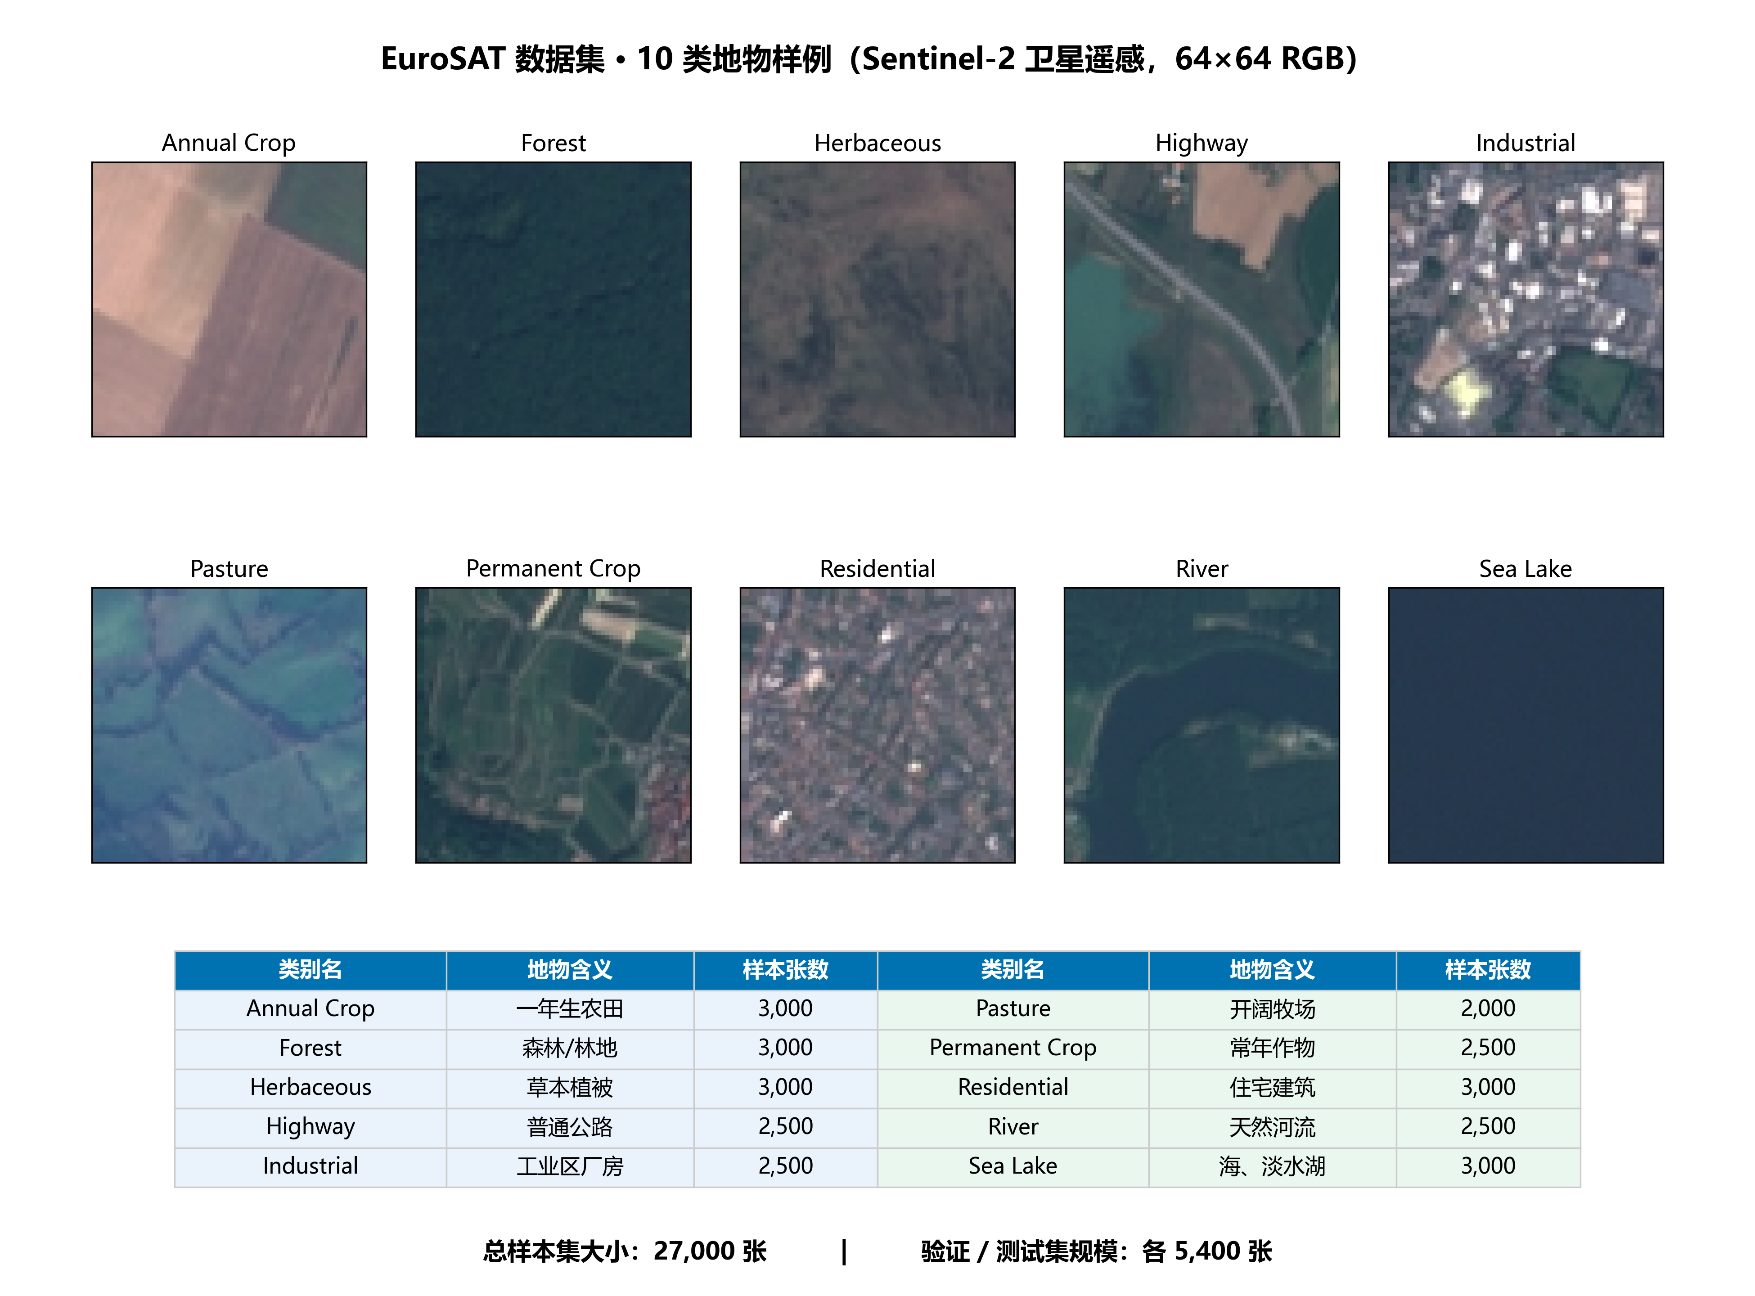 EuroSAT 数据集 • 10 类地物样例（Sentinel-2 卫星遥感，64×64 RGB）
Annual Crop Forest Herbaceous Highway Industrial
Pasture Permanent Crop Residential River Sea Lake
类别名 地物含义 样本张数 类别名 地物含义 样本张数
Annual Crop 一年生农田 3,000 Pasture 开阔牧场 2,000
Forest 森林/林地 3,000 Permanent Crop 常年作物 2,500
Herbaceous 草本植被 3,000 Residential 住宅建筑 3,000
Highway 普通公路 2,500 River 天然河流 2,500
Industrial 工业区厂房 2,500 Sea Lake 海、淡水湖 3,000
总样本集大小：27,000 张 | 验证 / 测试集规模：各 5,400 张